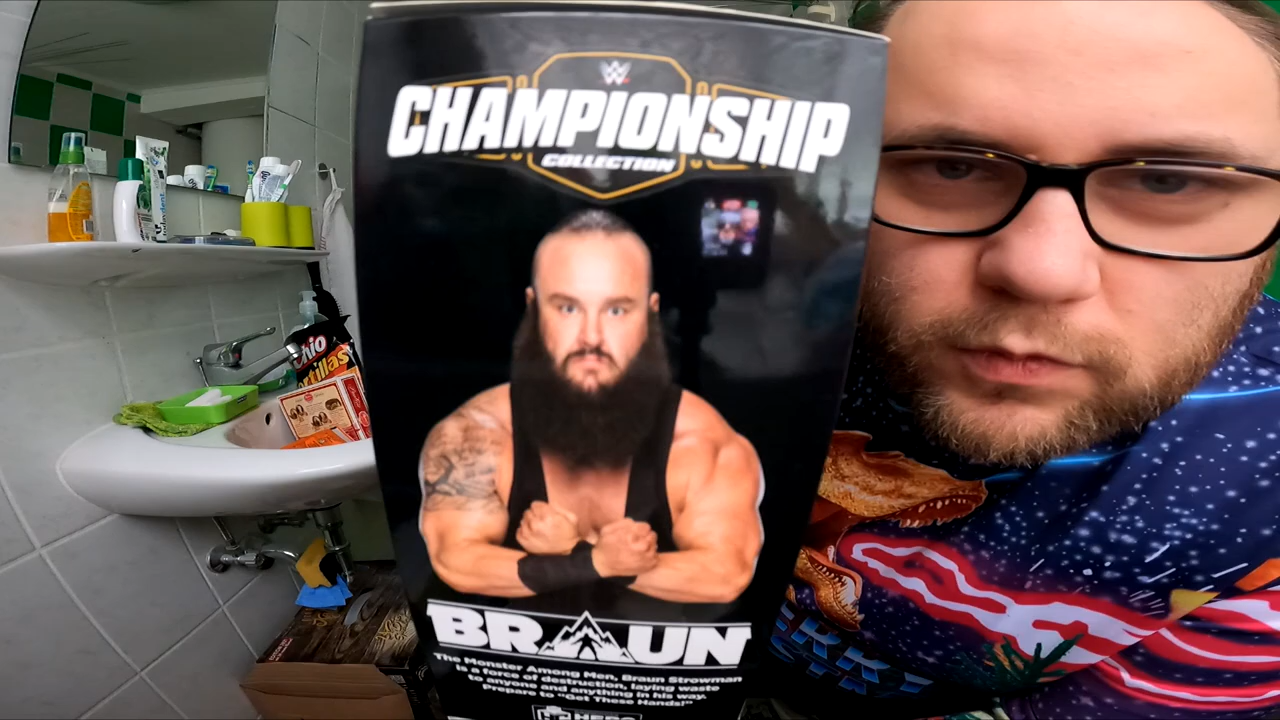 W
CHAMPIONSHIP
COLLECTION
BRAUN
The Monster Among Men, Braun Strowman
is a force of destruction, laying waste
to anyone and anything in his way.
Prepare to "Get These Hands!"
HERO